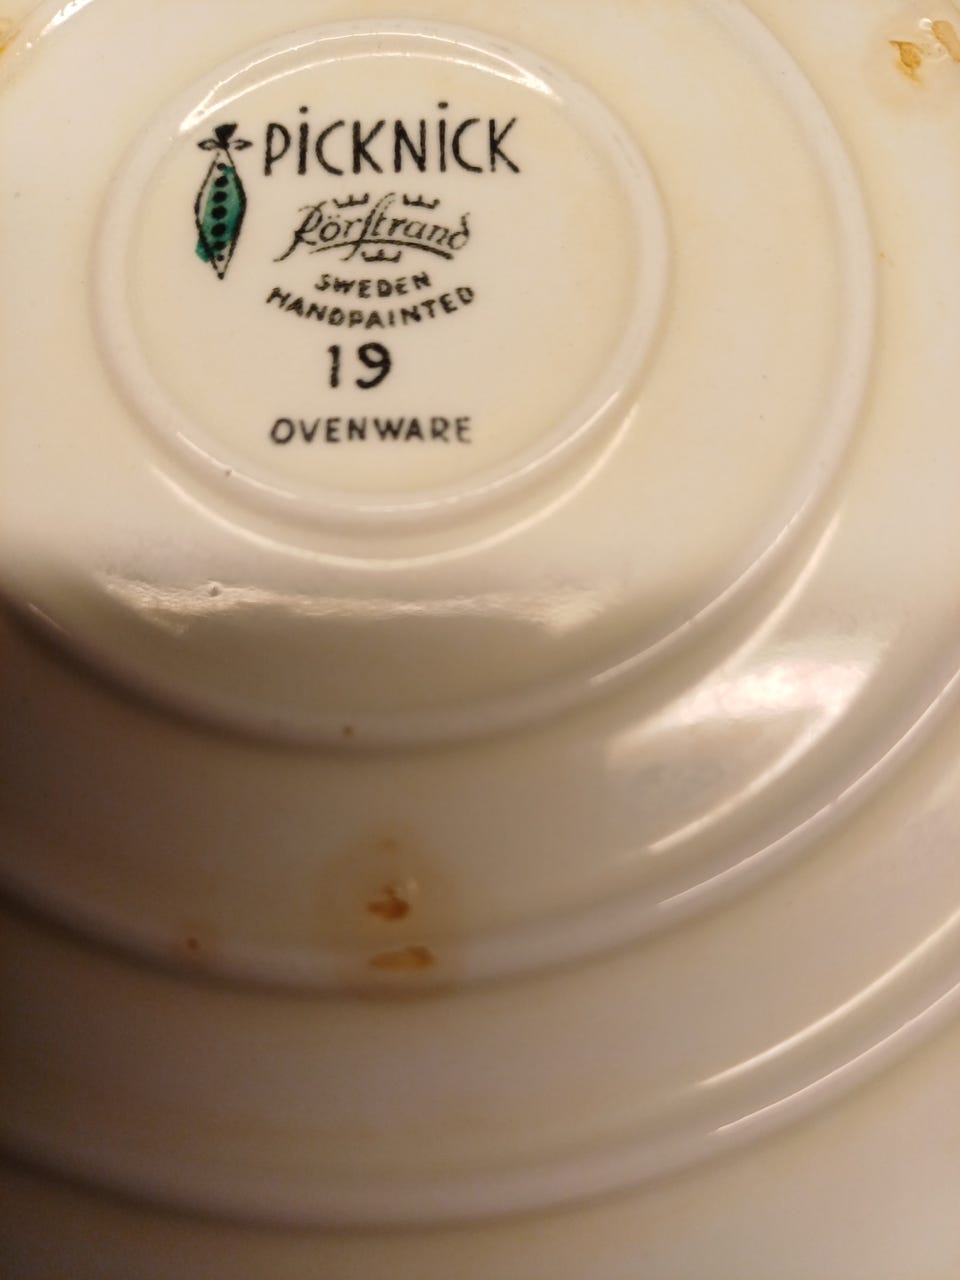 PiCKNiCK
Rörstrand
SWEDEN
HANDPAINTED
19
OVENWARE